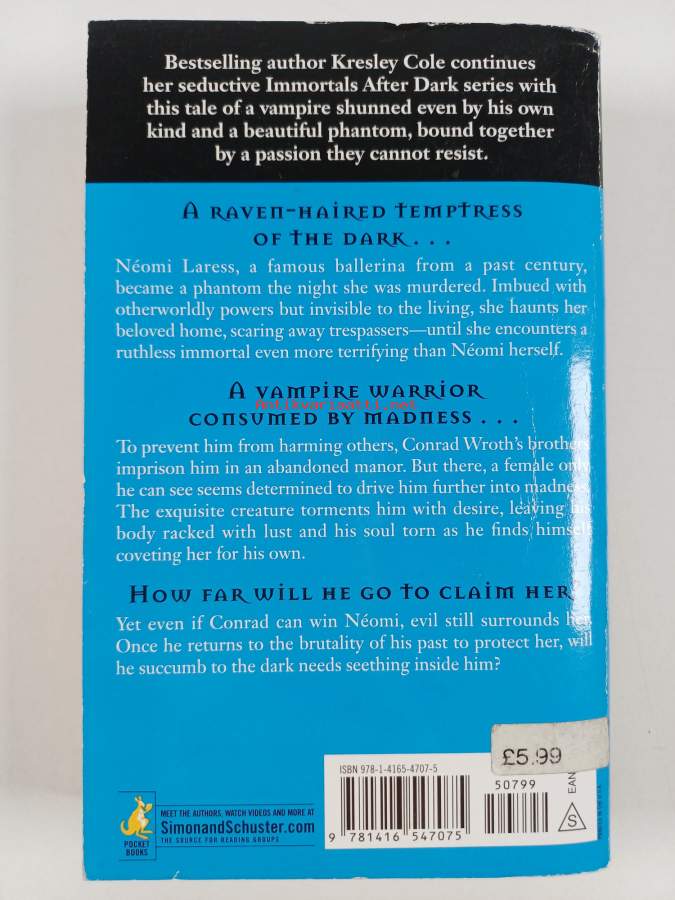 Bestselling author Kresley Cole continues
her seductive Immortals After Dark series with
this tale of a vampire shunned even by his own
kind and a beautiful phantom, bound together
by a passion they cannot resist.
A RAVEN-HAIRED TEMPTRESS
OF THE DARK . . .
Néomi Laress, a famous ballerina from a past century,
became a phantom the night she was murdered. Imbued with
otherworldly powers but invisible to the living, she haunts her
beloved home, scaring away trespassers—until she encounters a
ruthless immortal even more terrifying than Néomi herself.
A VAMPIRE WARRIOR
Antikvariaatti.net
CONSUMED BY MADNESS . . .
To prevent him from harming others, Conrad Wroth's brothers
imprison him in an abandoned manor. But there, a female only
he can see seems determined to drive him further into madness.
The exquisite creature torments him with desire, leaving his
body racked with lust and his soul torn as he finds himself
coveting her for his own.
HOW FAR WILL HE GO TO CLAIM HER?
Yet even if Conrad can win Néomi, evil still surrounds her.
Once he returns to the brutality of his past to protect her, will
he succumb to the dark needs seething inside him?
£5.99
ISBN 978-1-4165-4707-5
50799
EAN
S
9 781416 547075
POCKET
BOOKS
MEET THE AUTHORS, WATCH VIDEOS AND MORE AT
SimonandSchuster.com
THE SOURCE FOR READING GROUPS